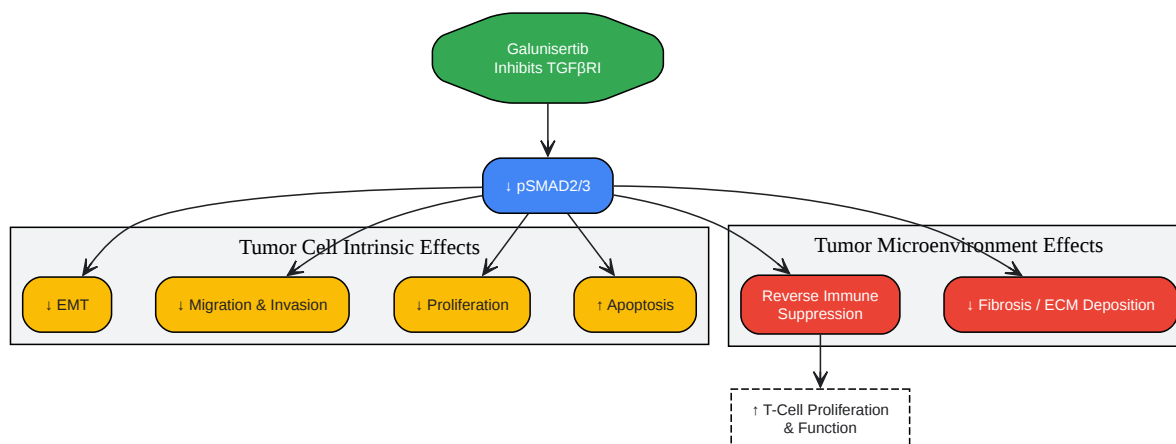 Galunisertib
Inhibits TGFβRI
↓ pSMAD2/3
Tumor Cell Intrinsic Effects
Tumor Microenvironment Effects
↓ EMT
↓ Migration & Invasion
↓ Proliferation
↑ Apoptosis
Reverse Immune
Suppression
↓ Fibrosis / ECM Deposition
↑ T-Cell Proliferation
& Function